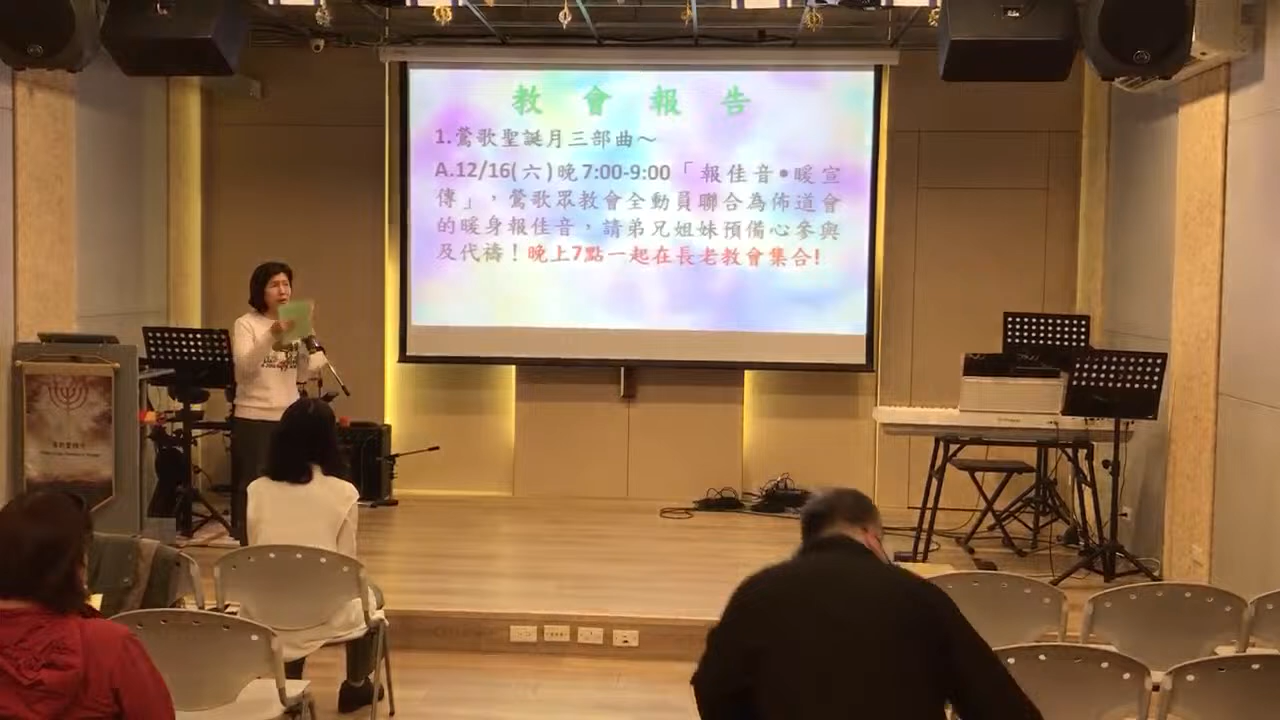 教會報告
1.鶯歌聖誕月三部曲～
A.12/16(六)晚7:00-9:00「報佳音•暖宣
傳」，鶯歌眾教會全動員聯合為佈道會
的暖身報佳音，請弟兄姐妹預備心參與
及代禱！晚上7點一起在長老教會集合!